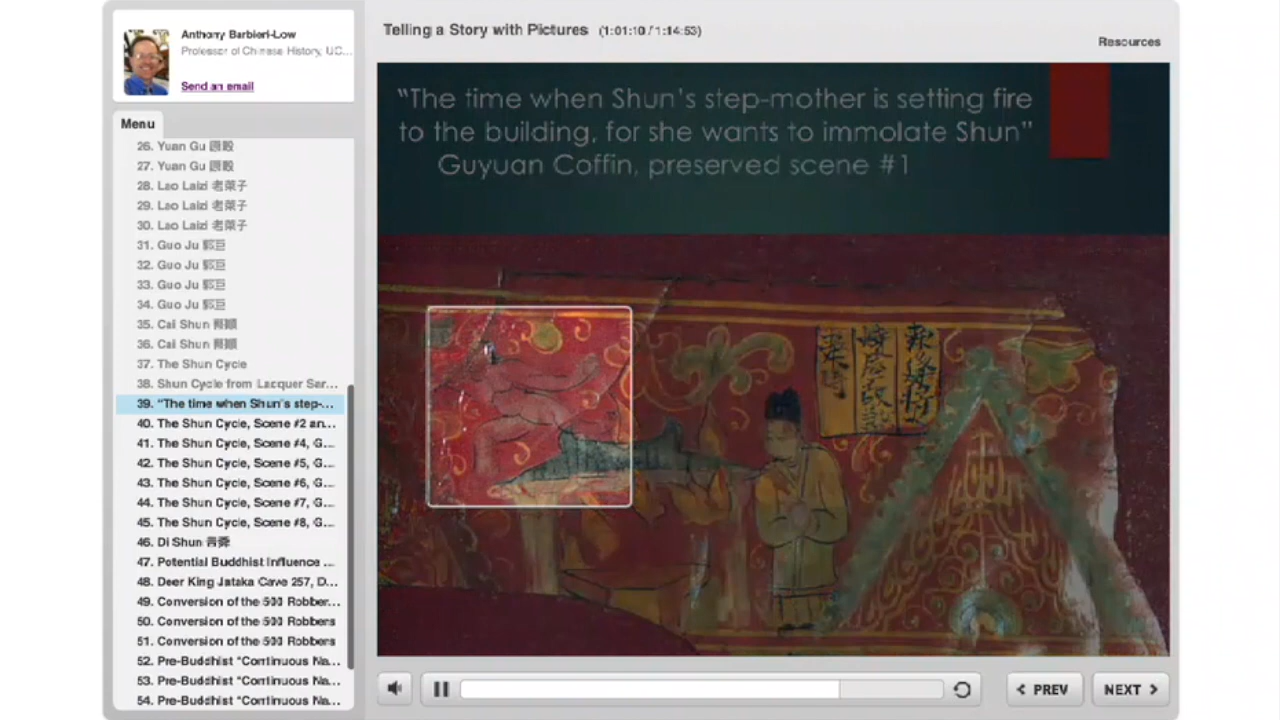 Anthony Barbieri-Low
Professor of Chinese History, UC...
Send an email
Menu
26. Yuan Gu 原穀
27. Yuan Gu 原穀
28. Lao Laizi 老萊子
29. Lao Laizi 老萊子
30. Lao Laizi 老萊子
31. Guo Ju 郭巨
32. Guo Ju 郭巨
33. Guo Ju 郭巨
34. Guo Ju 郭巨
35. Cai Shun
36. Cai Shun
37. The Shun Cycle
38. Shun Cycle from Lacquer Sar...
39. "The time when Shun's step-...
40. The Shun Cycle, Scene #2 an...
41. The Shun Cycle, Scene #4, G...
42. The Shun Cycle, Scene #5, G...
43. The Shun Cycle, Scene #6, G...
44. The Shun Cycle, Scene #7, G...
45. The Shun Cycle, Scene #8, G...
46. Di Shun 帝舜
47. Potential Buddhist Influence ...
48. Deer King Jataka Cave 257, D...
49. Conversion of the 500 Robber...
50. Conversion of the 500 Robbers
51. Conversion of the 500 Robbers
52. Pre-Buddhist "Continuous Na...
53. Pre-Buddhist "Continuous Na...
54. Pre-Buddhist "Continuous Na...
Telling a Story with Pictures (1:01:10 / 1:14:53)
Resources
"The time when Shun's step-mother is setting fire
to the building, for she wants to immolate Shun"
Guyuan Coffin, preserved scene #1
PREV
NEXT